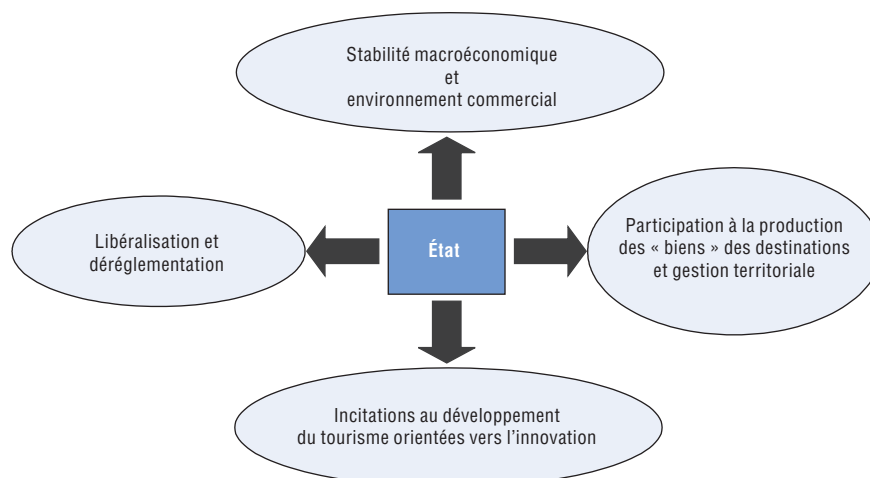 Stabilité macroéconomique
et
environnement commercial
Libéralisation et
déréglementation
État
Participation à la production
des « biens » des destinations
et gestion territoriale
Incitations au développement
du tourisme orientées vers l'innovation